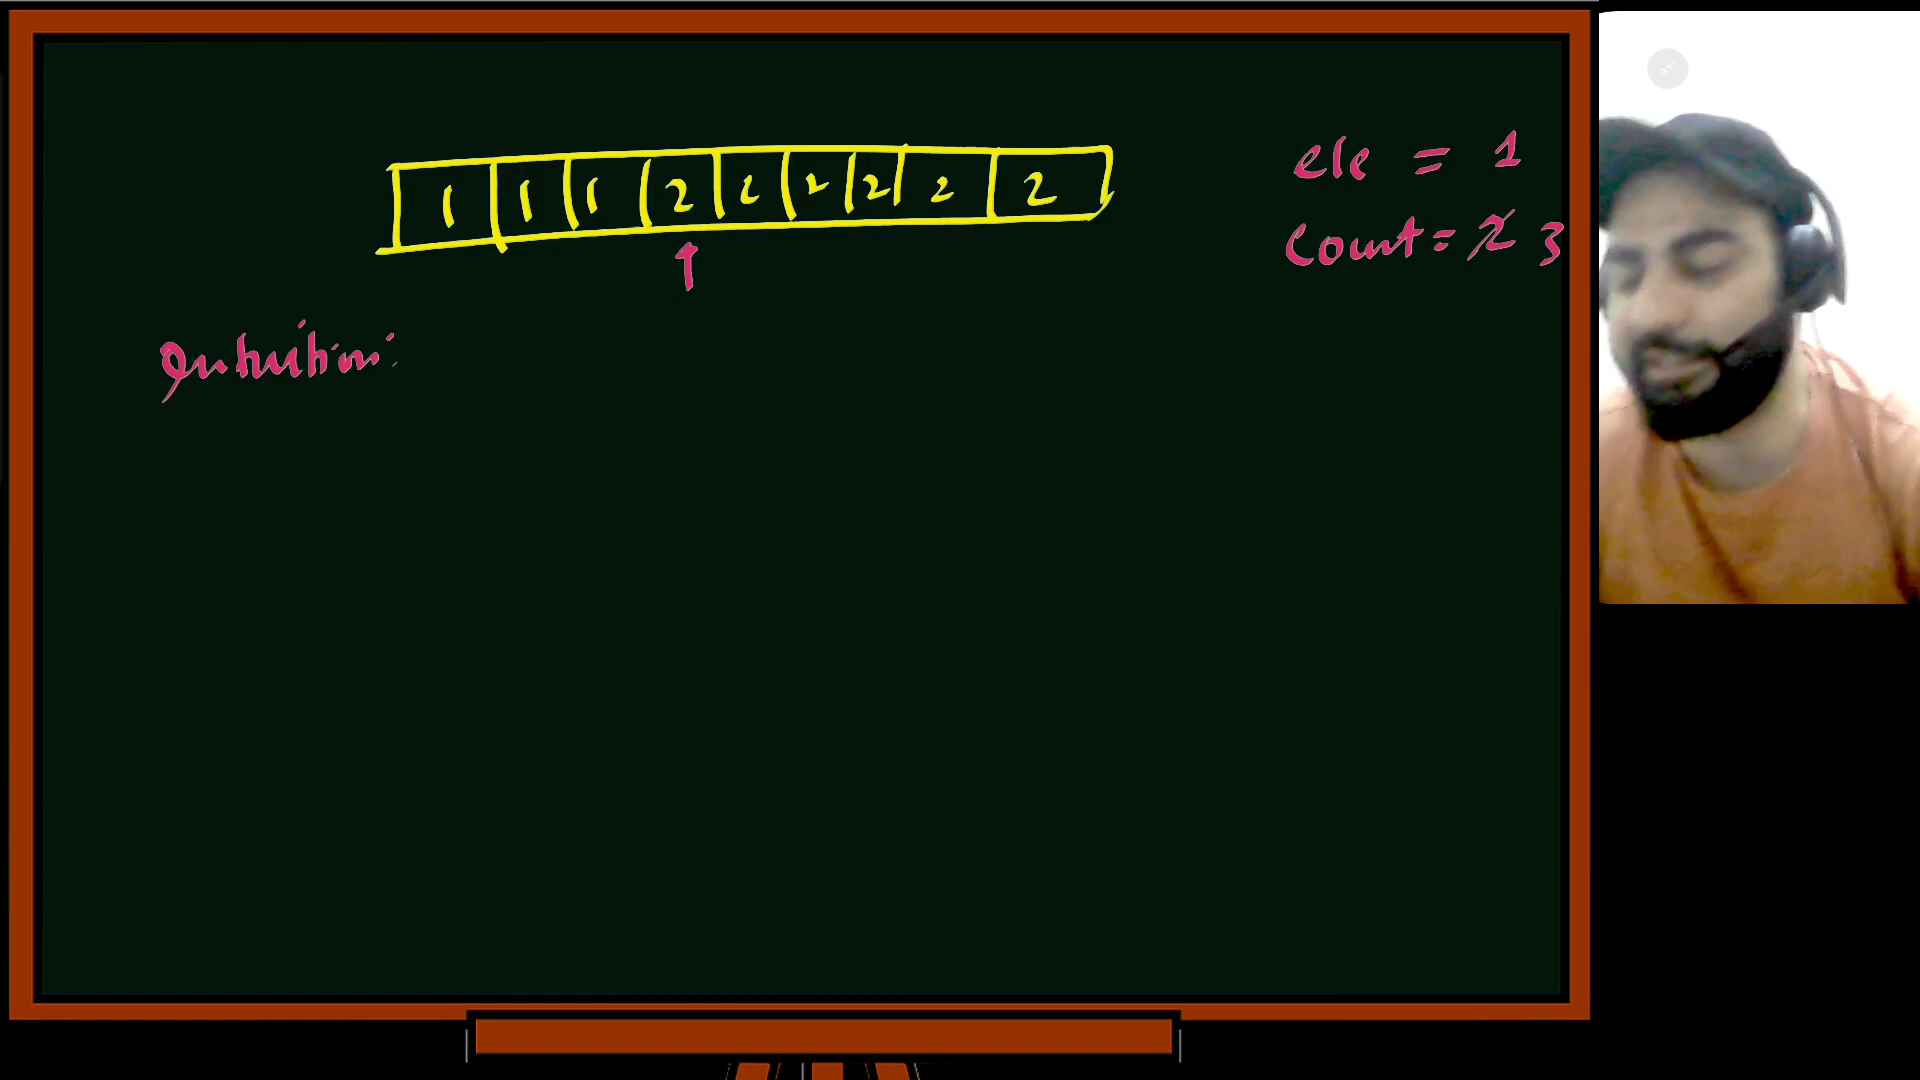 1 1 1 2 2 2 2 2 2
ele = 1
Count = 2 3
Intuition: